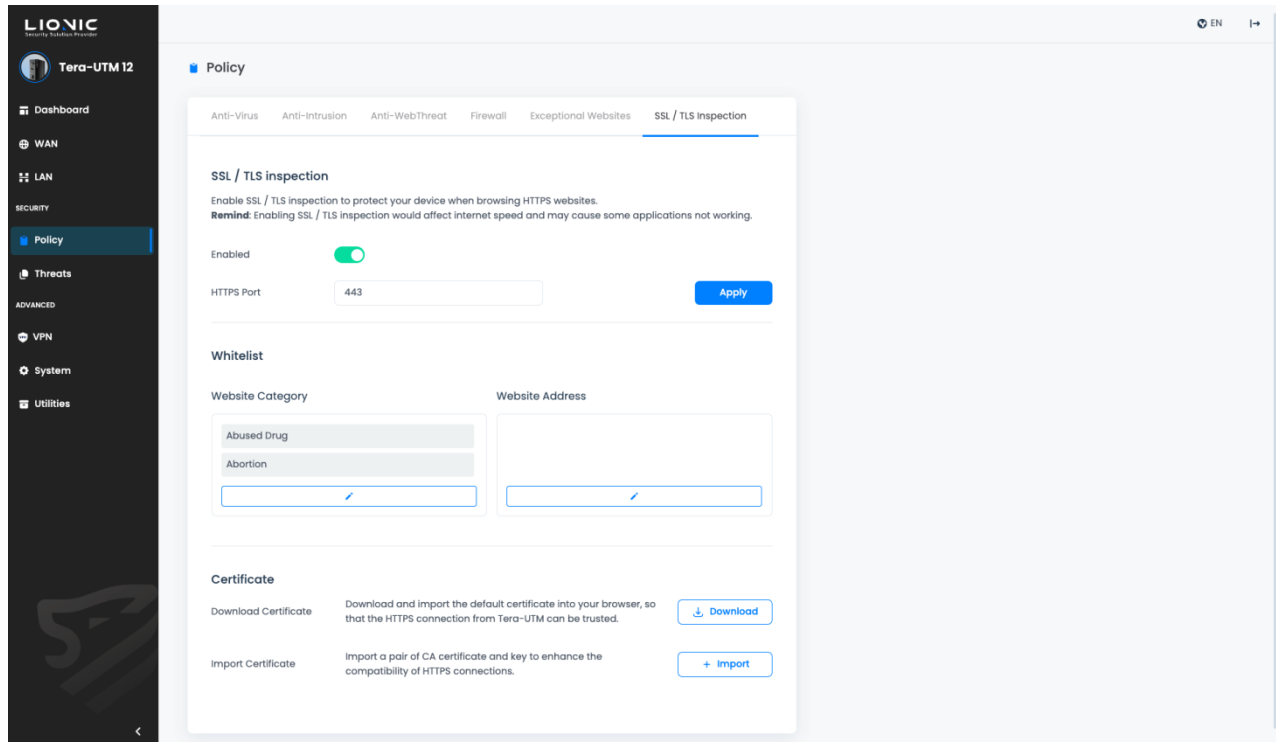 LIONIC
Security Solution Provider
EN
Tera-UTM 12
Policy
Dashboard
WAN
LAN
SECURITY
Policy
Threats
ADVANCED
VPN
System
Utilities
Anti-Virus Anti-Intrusion Anti-WebThreat Firewall Exceptional Websites SSL / TLS Inspection
SSL / TLS inspection
Enable SSL / TLS inspection to protect your device when browsing HTTPS websites.
Remind: Enabling SSL / TLS inspection would affect internet speed and may cause some applications not working.
Enabled
HTTPS Port 443 Apply
Whitelist
Website Category Website Address
Abused Drug
Abortion
Certificate
Download Certificate
Download and import the default certificate into your browser, so
that the HTTPS connection from Tera-UTM can be trusted.
Download
Import Certificate
Import a pair of CA certificate and key to enhance the
compatibility of HTTPS connections.
+ Import